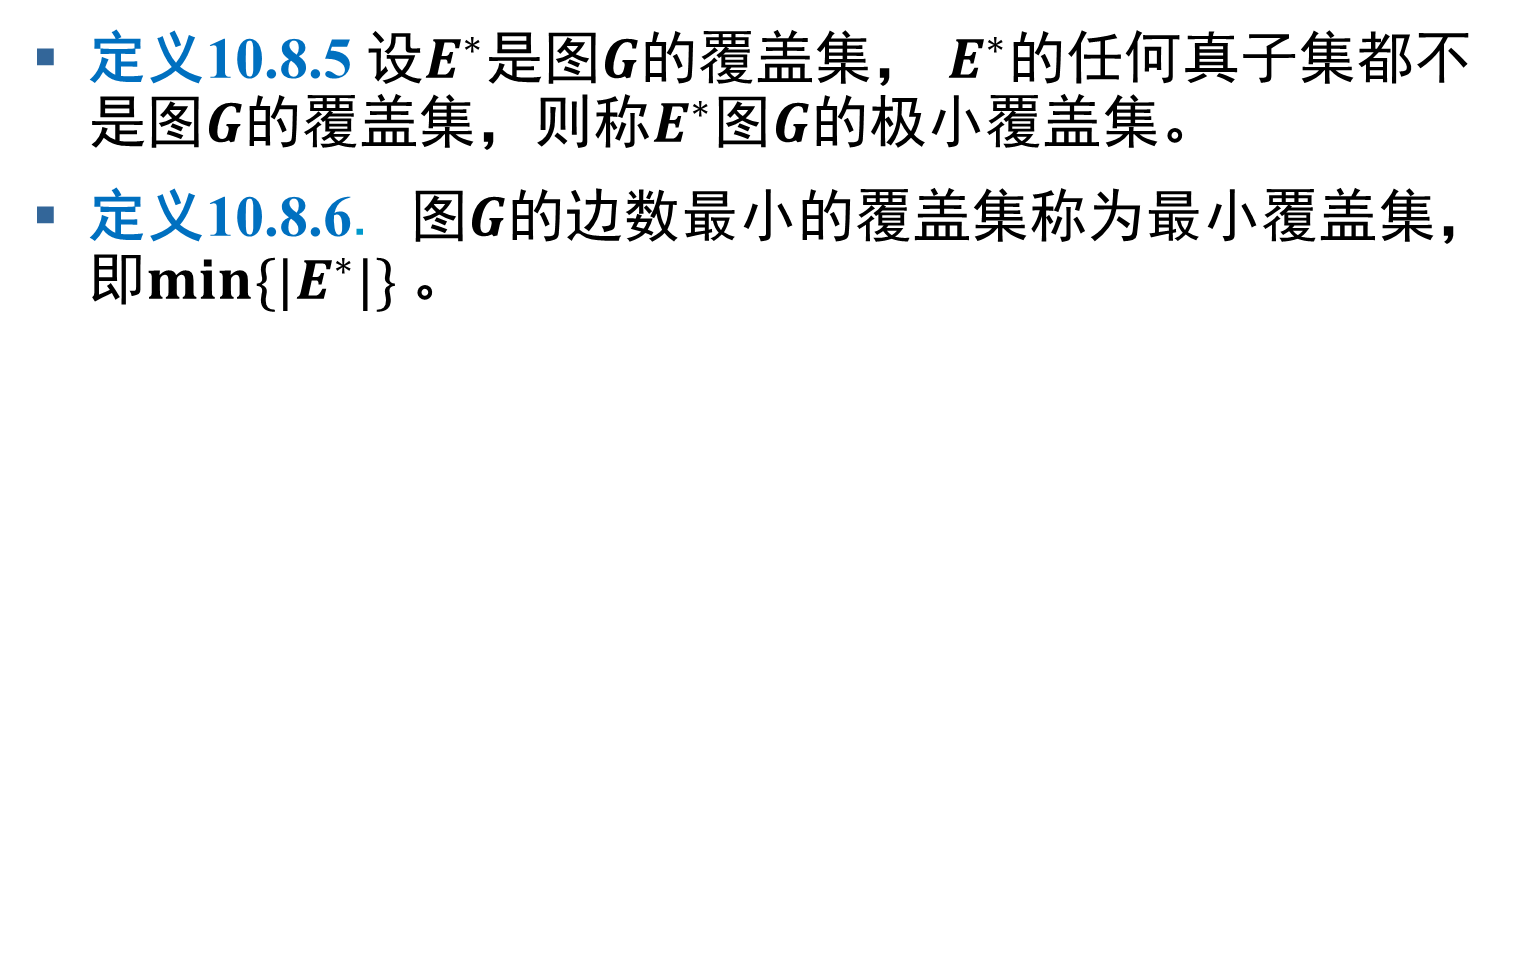 ▪ 定义10.8.5 设𝑬*是图𝑮的覆盖集， 𝑬*的任何真子集都不
是图𝑮的覆盖集，则称𝑬*图𝑮的极小覆盖集。
▪ 定义10.8.6. 图𝑮的边数最小的覆盖集称为最小覆盖集，
即min{|𝑬*|} 。